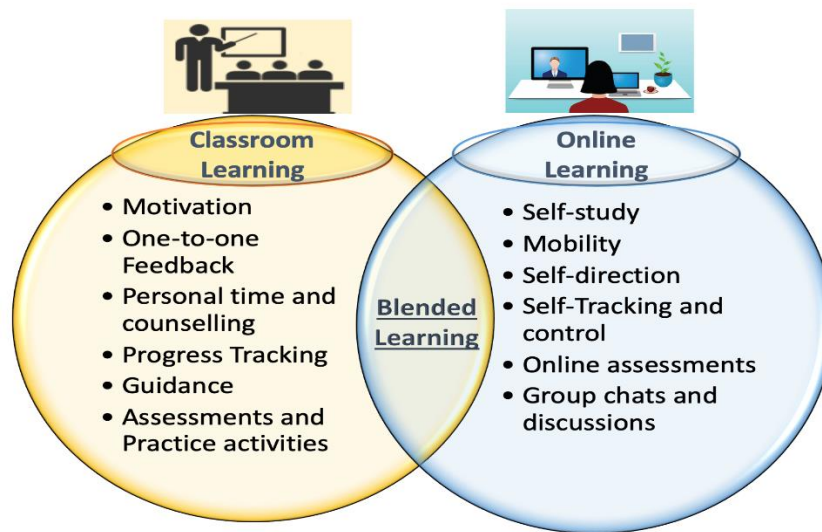 Classroom
Learning
• Motivation
• One-to-one
Feedback
• Personal time and
counselling
• Progress Tracking
• Guidance
• Assessments and
Practice activities
Blended
Learning
Online
Learning
• Self-study
• Mobility
• Self-direction
• Self-Tracking and
control
• Online assessments
• Group chats and
discussions